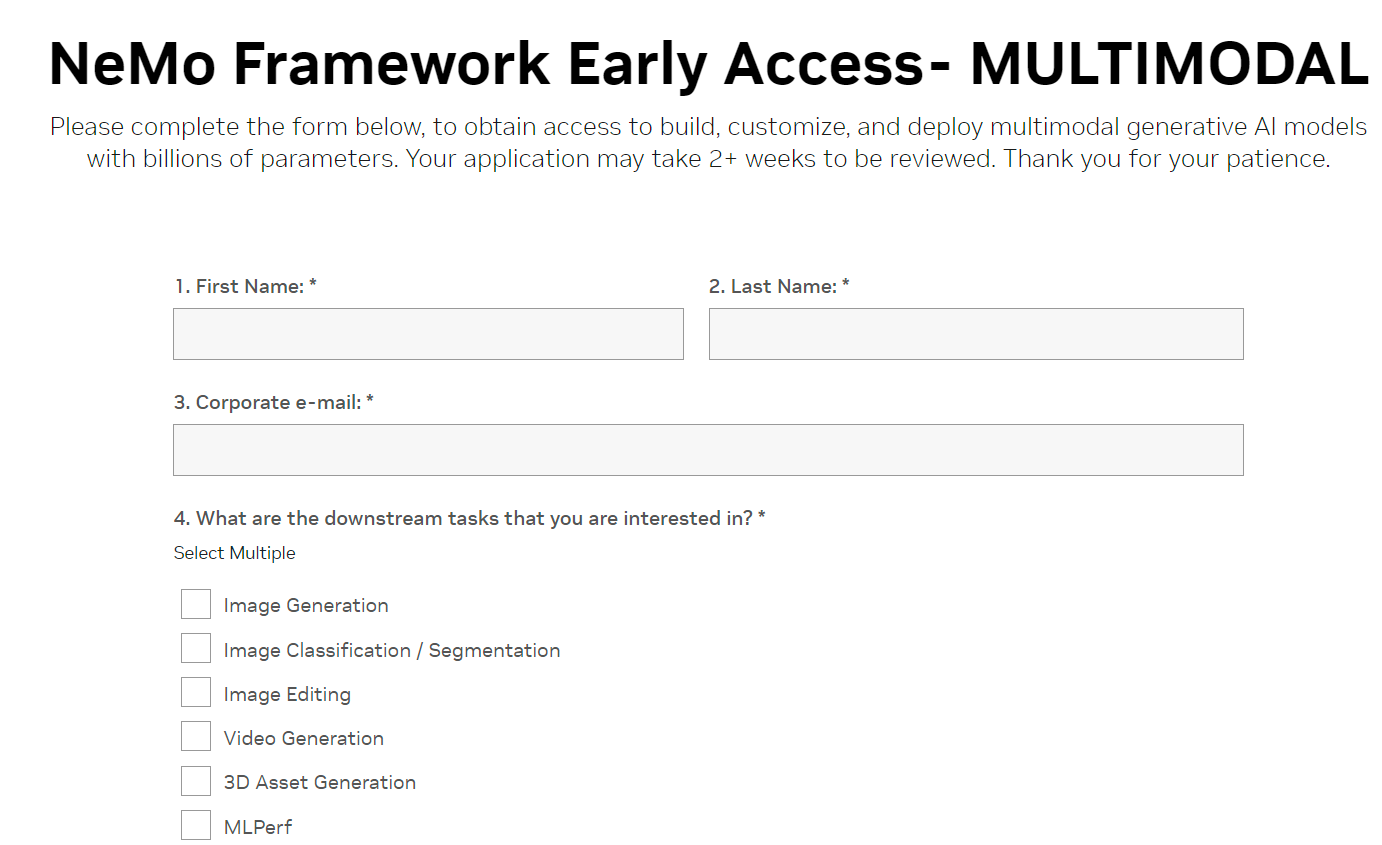 NeMo Framework Early Access- MULTIMODAL
Please complete the form below, to obtain access to build, customize, and deploy multimodal generative AI models
with billions of parameters. Your application may take 2+ weeks to be reviewed. Thank you for your patience.
1. First Name: *
2. Last Name: *
3. Corporate e-mail: *
4. What are the downstream tasks that you are interested in? *
Select Multiple
Image Generation
Image Classification / Segmentation
Image Editing
Video Generation
3D Asset Generation
MLPerf